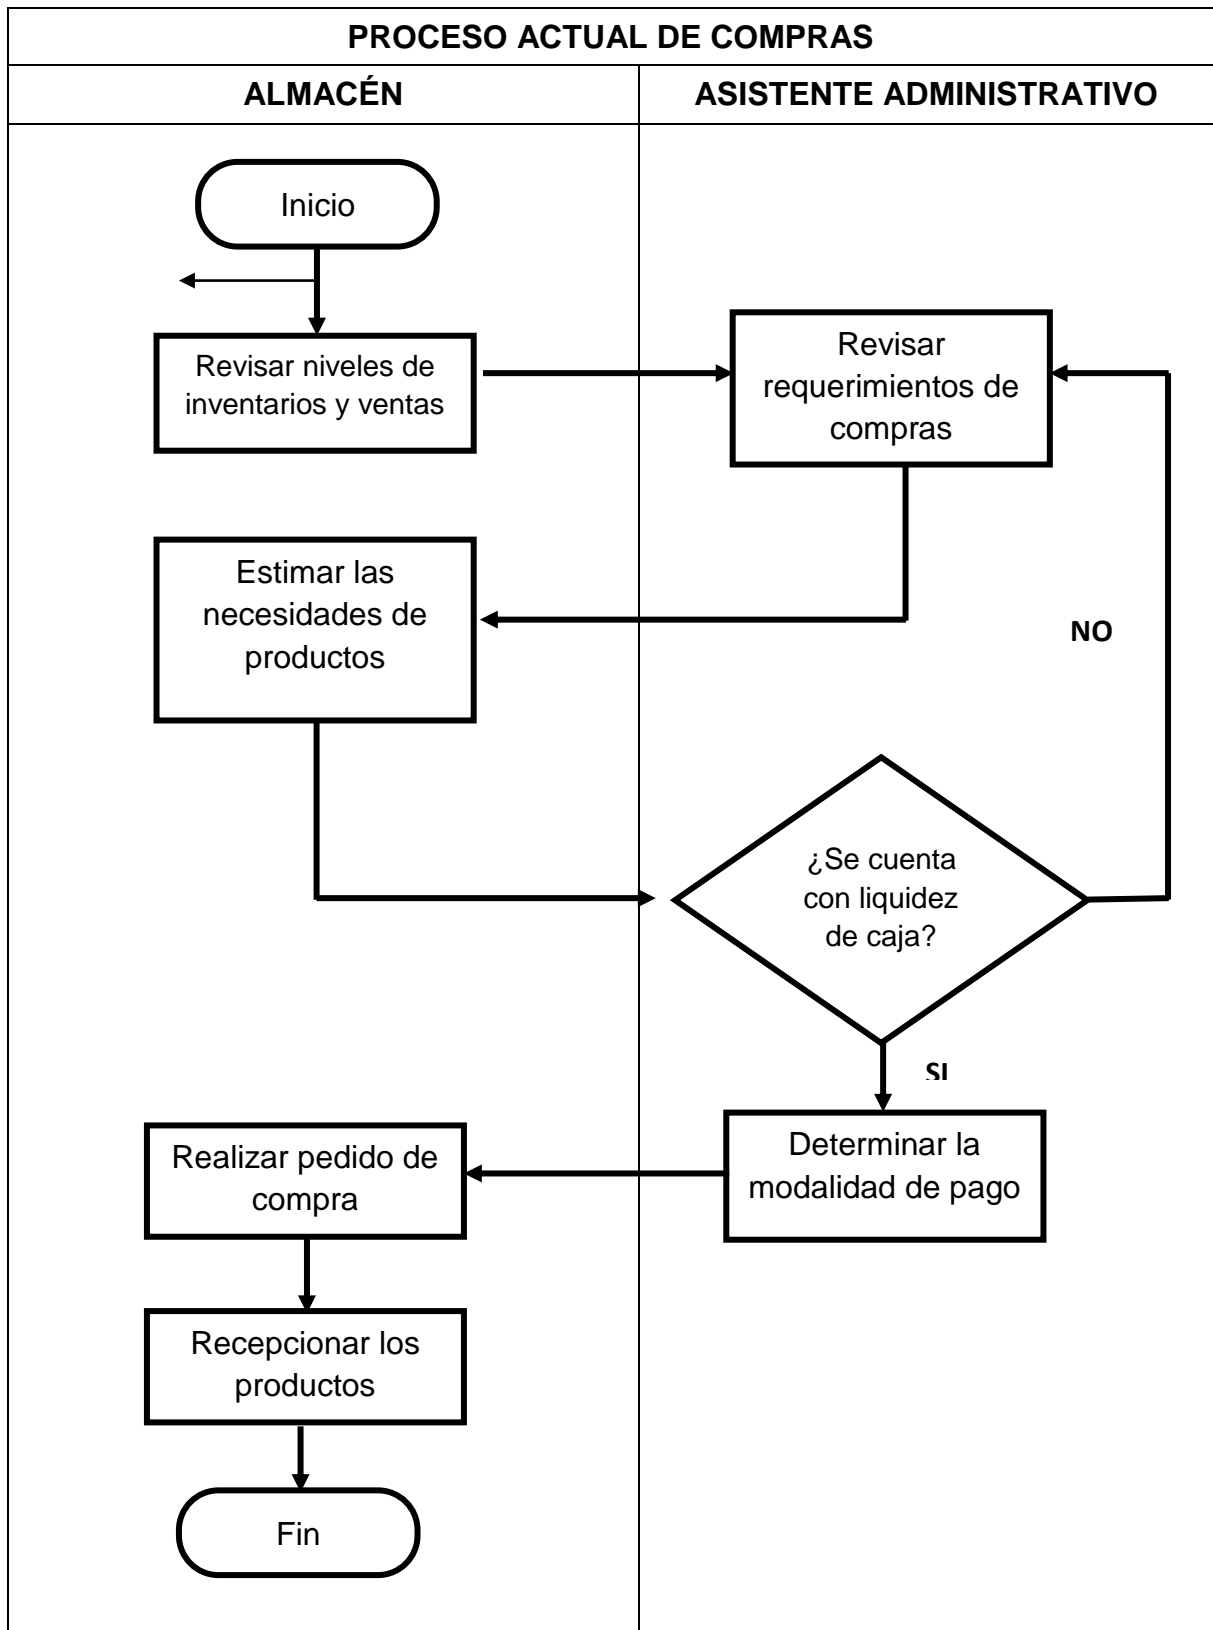 PROCESO ACTUAL DE COMPRAS
ALMACÉN
ASISTENTE ADMINISTRATIVO
Inicio
Revisar niveles de
inventarios y ventas
Revisar
requerimientos de
compras
Estimar las
necesidades de
productos
NO
¿Se cuenta
con liquidez
de caja?
SI
Determinar la
modalidad de pago
Realizar pedido de
compra
Recepcionar los
productos
Fin